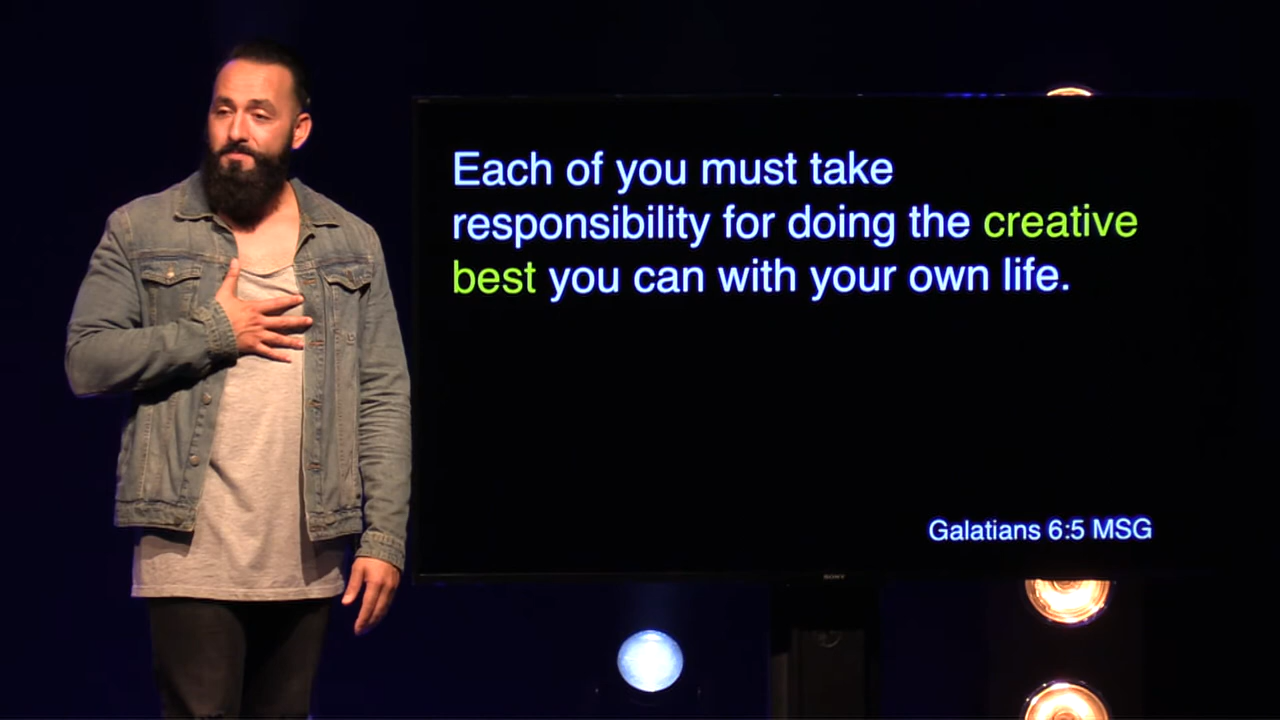 Each of you must take
responsibility for doing the creative
best you can with your own life.
Galatians 6:5 MSG
SONY